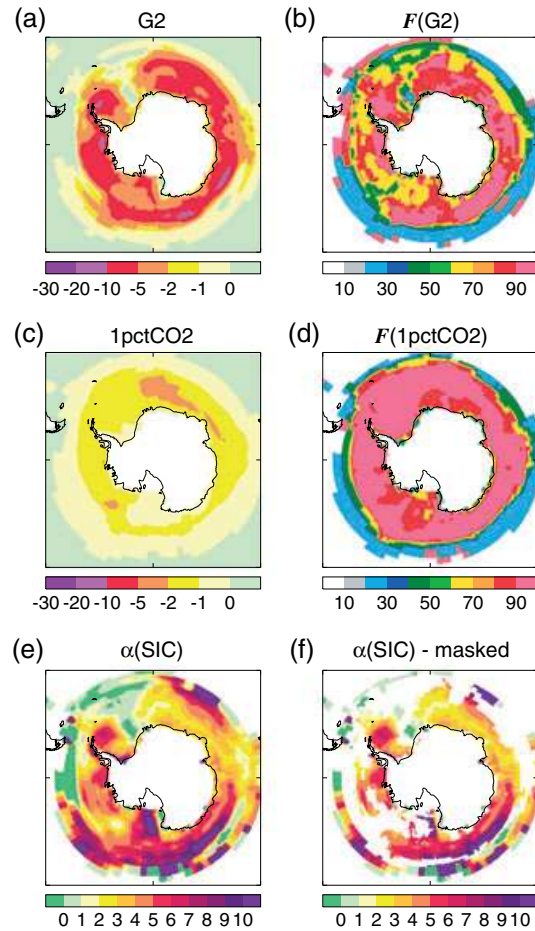 (a) G2
(b) F(G2)
-30 -20 -10 -5 -2 -1 0
10 30 50 70 90
(c) 1pctCO2
(d) F(1pctCO2)
-30 -20 -10 -5 -2 -1 0
10 30 50 70 90
(e) α(SIC)
(f) α(SIC) - masked
0 1 2 3 4 5 6 7 8 9 10
0 1 2 3 4 5 6 7 8 9 10